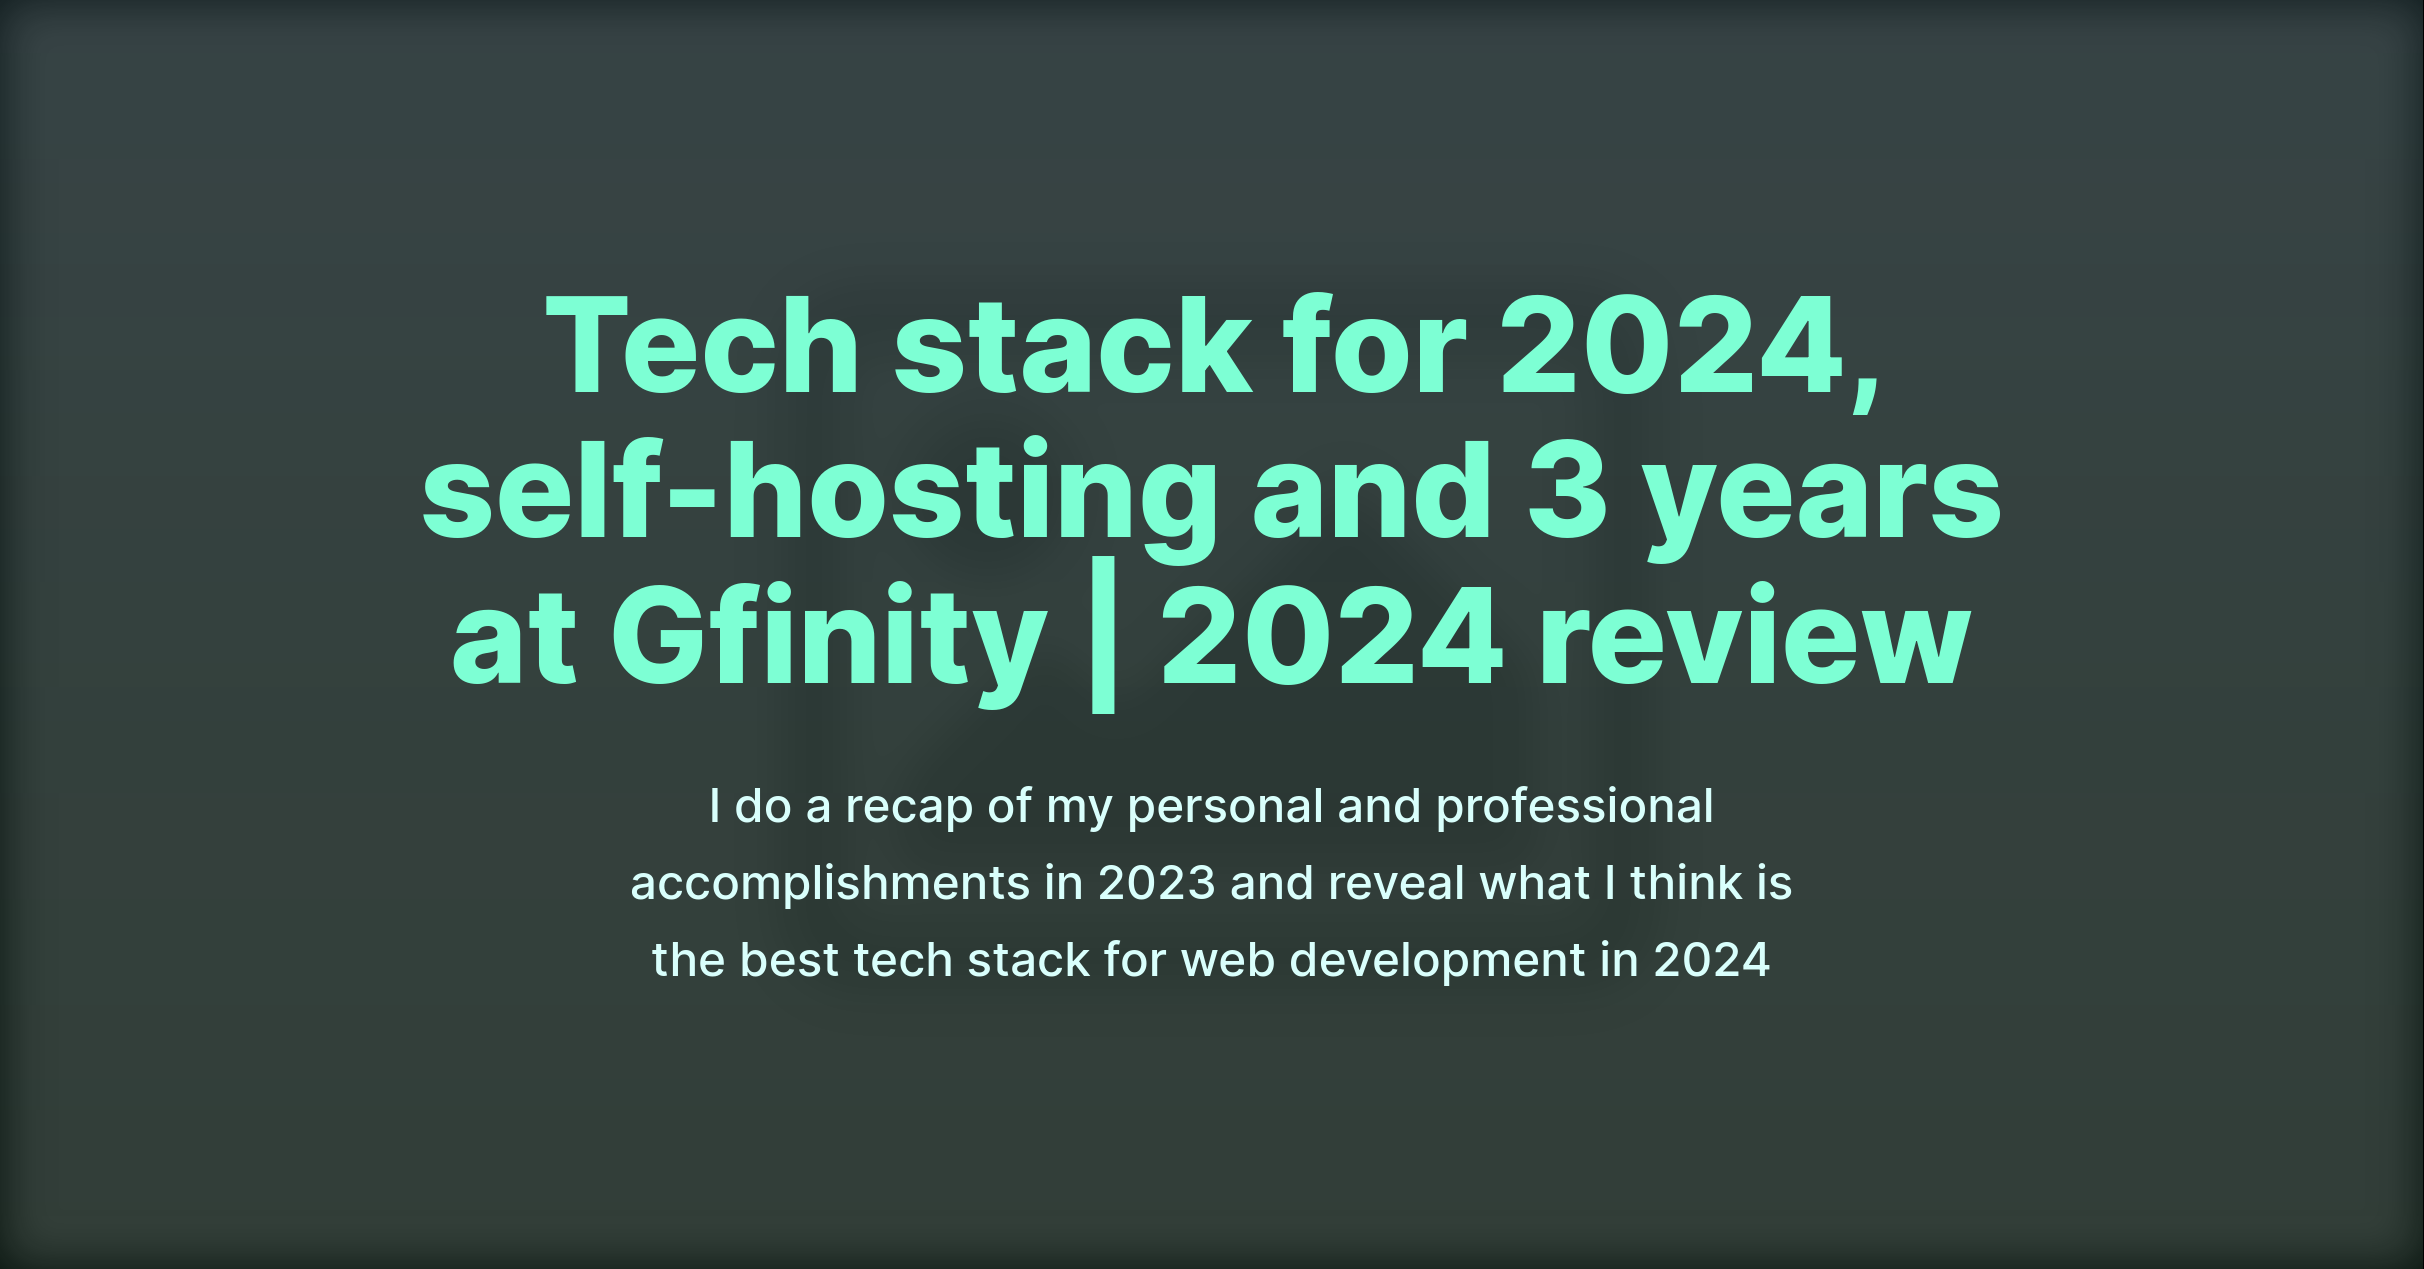 Tech stack for 2024,
self-hosting and 3 years
at Gfinity | 2024 review
I do a recap of my personal and professional
accomplishments in 2023 and reveal what I think is
the best tech stack for web development in 2024